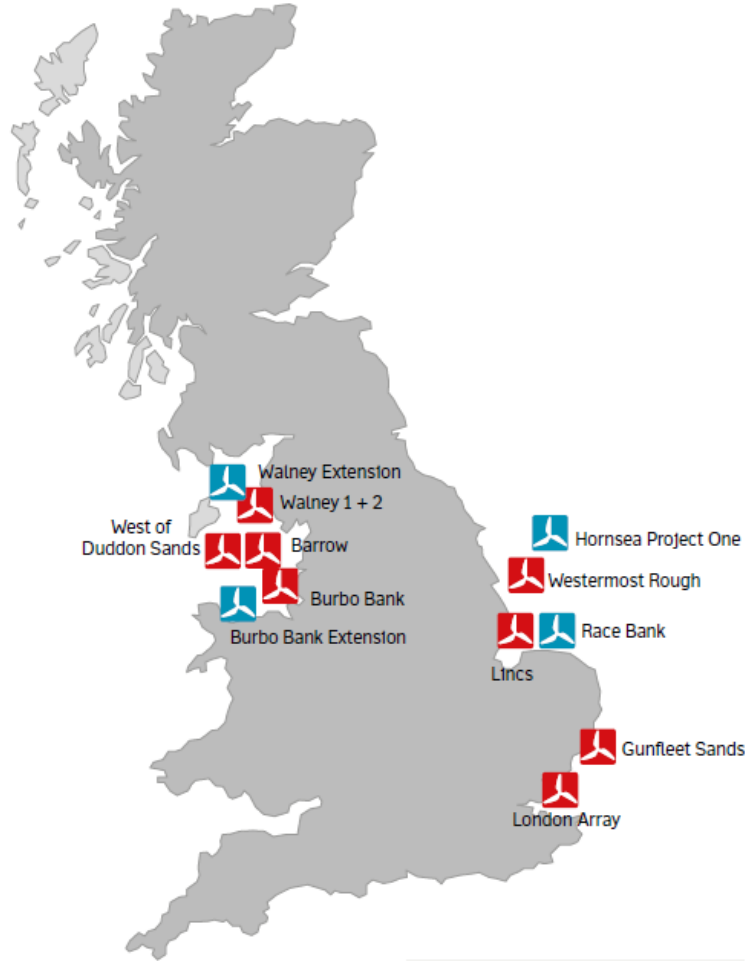 Walney Extension
Walney 1 + 2
West of
Duddon Sands
Barrow
Burbo Bank
Burbo Bank Extension
Hornsea Project One
Westermost Rough
Race Bank
Lincs
Gunfleet Sands
London Array